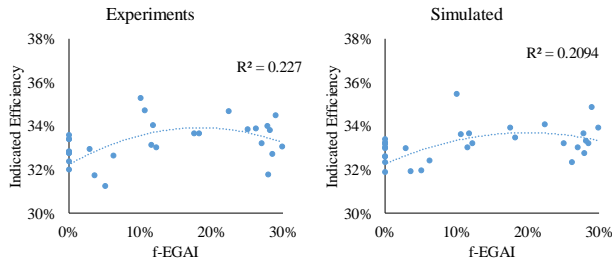 Experiments
38%
36%
34%
32%
30%
Indicated Efficiency
R² = 0.227
0% 10% 20% 30%
f-EGAI
Simulated
38%
36%
34%
32%
30%
Indicated Efficiency
R² = 0.2094
0% 10% 20% 30%
f-EGAI